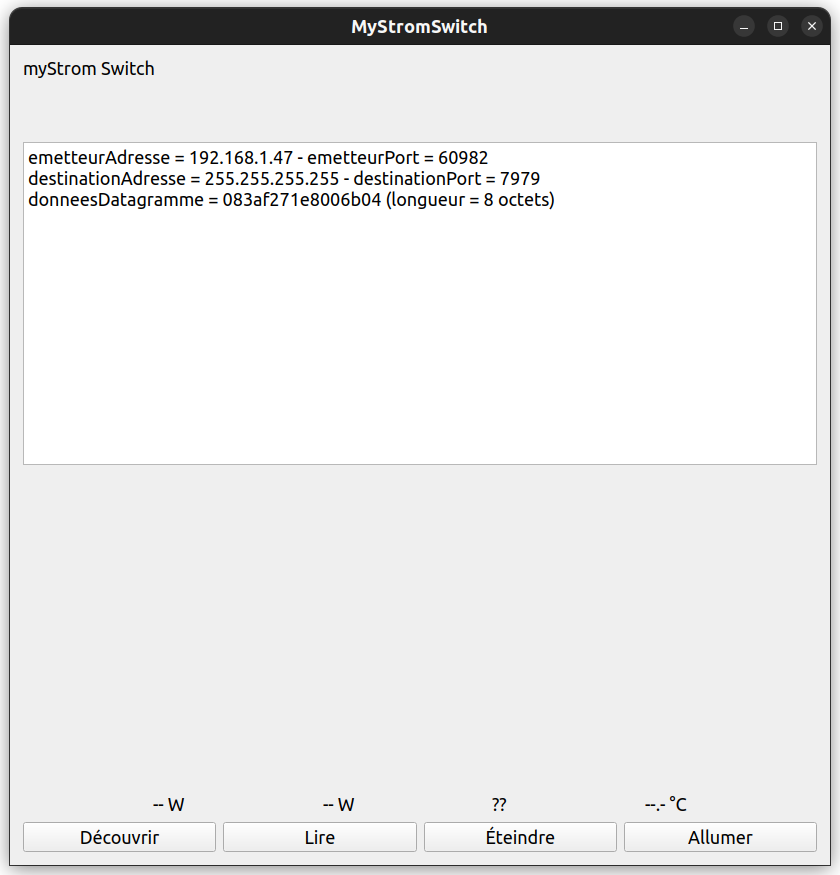 MyStromSwitch
myStrom Switch
emetteurAdresse = 192.168.1.47 - emetteurPort = 60982
destinationAdresse = 255.255.255.255 - destinationPort = 7979
donneesDatagramme = 083af271e8006b04 (longueur = 8 octets)
-- W -- W ?? --.- °C
Découvrir Lire Éteindre Allumer